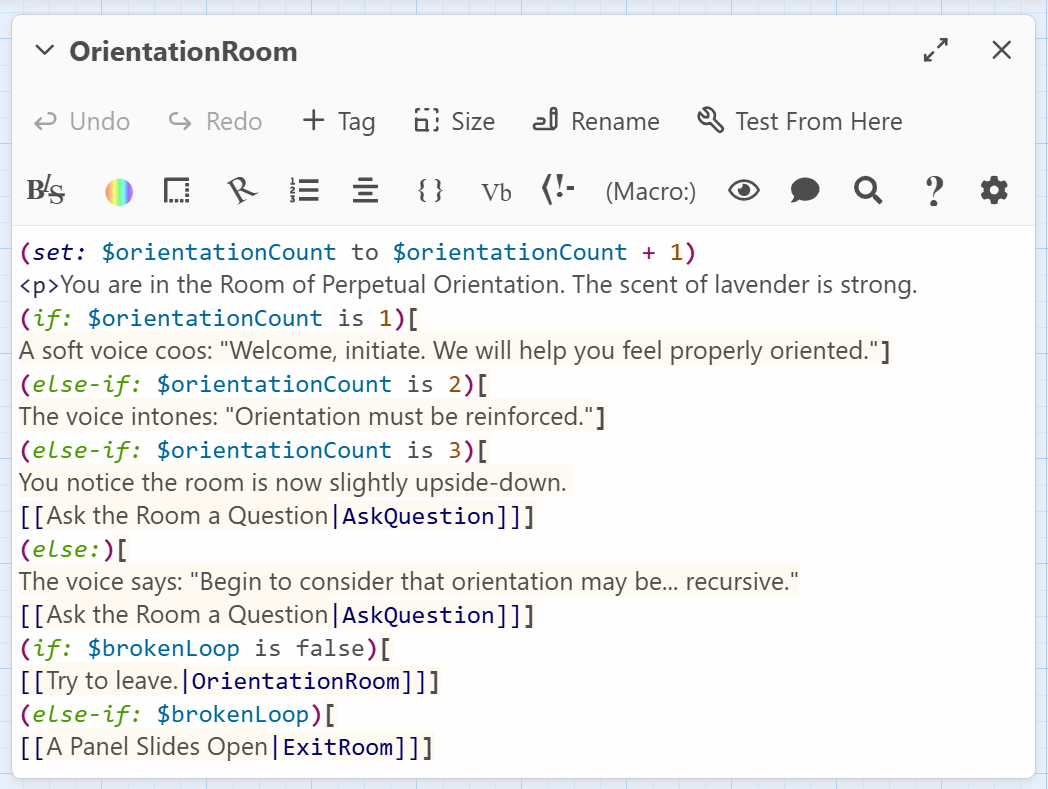 OrientationRoom
Undo Redo + Tag Size Rename Test From Here
{ } Vb (Macro:) ?
(set: $orientationCount to $orientationCount + 1)
<p>You are in the Room of Perpetual Orientation. The scent of lavender is strong.
(if: $orientationCount is 1)[
A soft voice coos: "Welcome, initiate. We will help you feel properly oriented."]
(else-if: $orientationCount is 2)[
The voice intones: "Orientation must be reinforced."]
(else-if: $orientationCount is 3)[
You notice the room is now slightly upside-down.
[[Ask the Room a Question|AskQuestion]]]
(else:)[
The voice says: "Begin to consider that orientation may be... recursive."
[[Ask the Room a Question|AskQuestion]]]
(if: $brokenLoop is false)[
[[Try to leave.|OrientationRoom]]]
(else-if: $brokenLoop)[
[[A Panel Slides Open|ExitRoom]]]